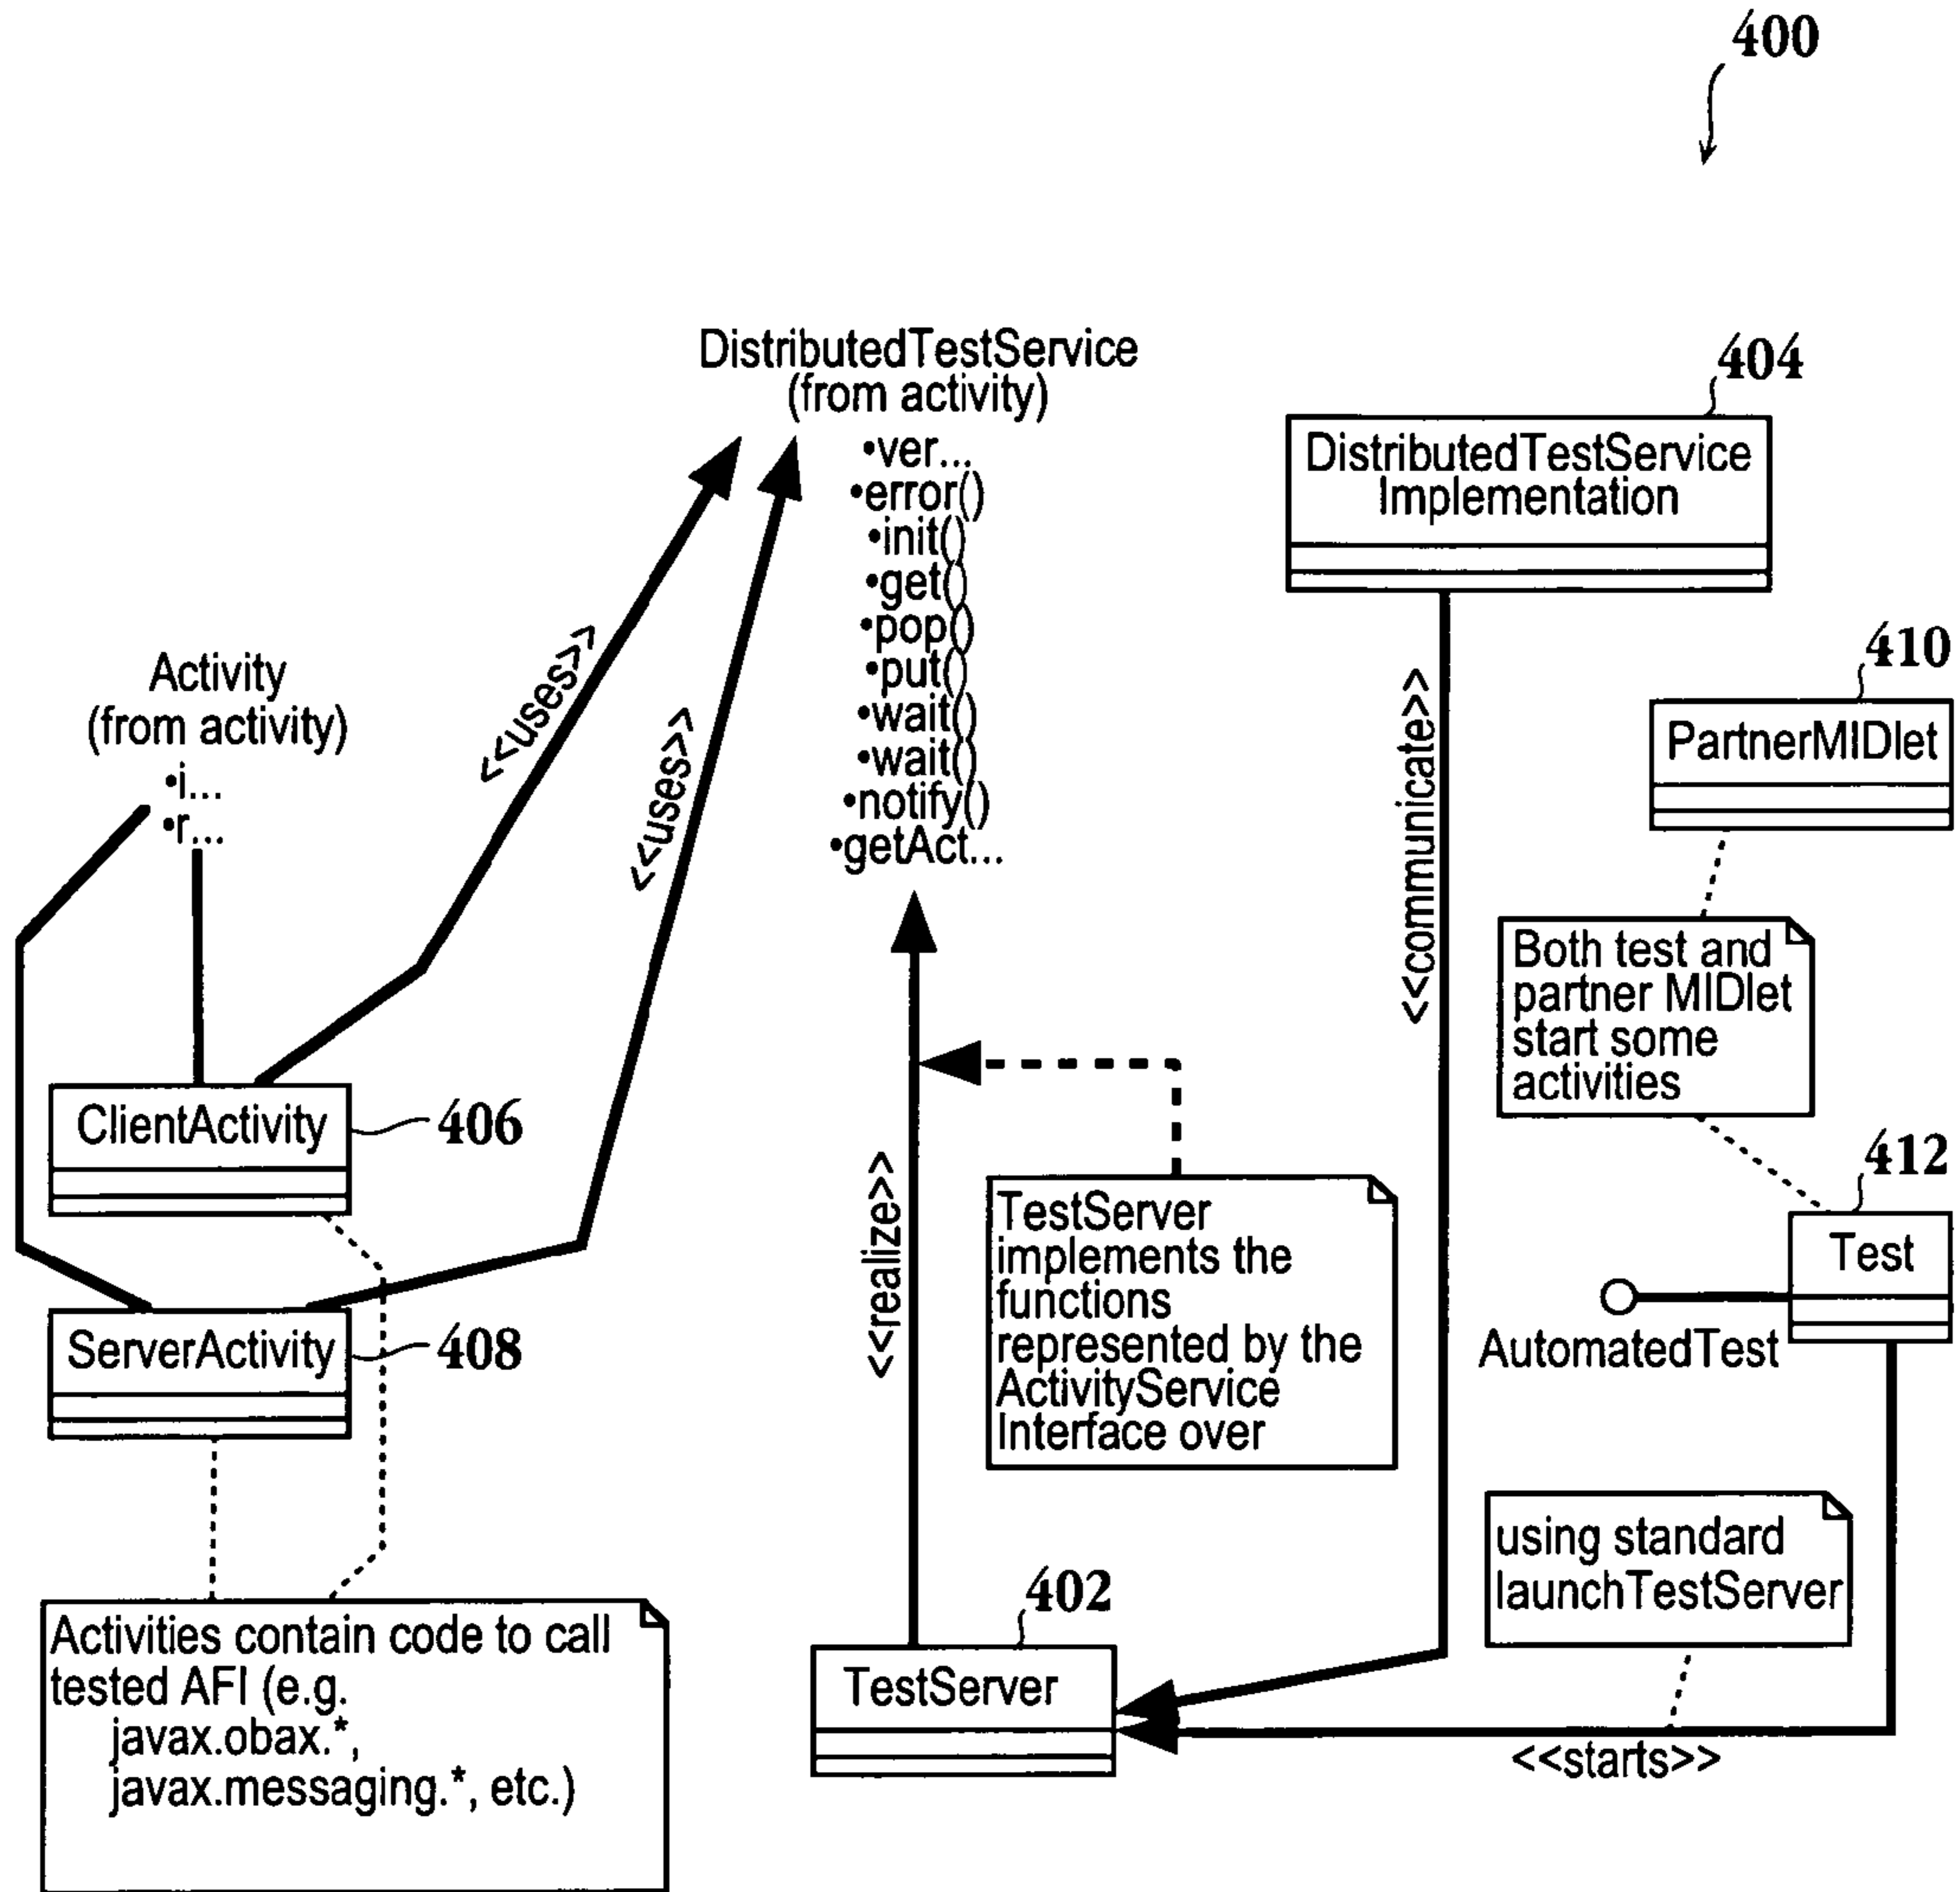 400
DistributedTestService
(from activity)
•ver...
•error()
•init()
•get()
•pop()
•put()
•wait()
•wait()
•notify()
•getAct...
404
DistributedTestService
Implementation
410
PartnerMIDlet
Activity
(from activity)
•i...
•r...
<<uses>>
<<uses>>
<<communicate>>
Both test and
partner MIDlet
start some
activities
ClientActivity
406
412
Test
AutomatedTest
<<realize>>
TestServer
implements the
functions
represented by the
ActivityService
Interface over
ServerActivity
408
using standard
launchTestServer
402
TestServer
<<starts>>
Activities contain code to call
tested AFI (e.g.
javax.obax.*,
javax.messaging.*, etc.)